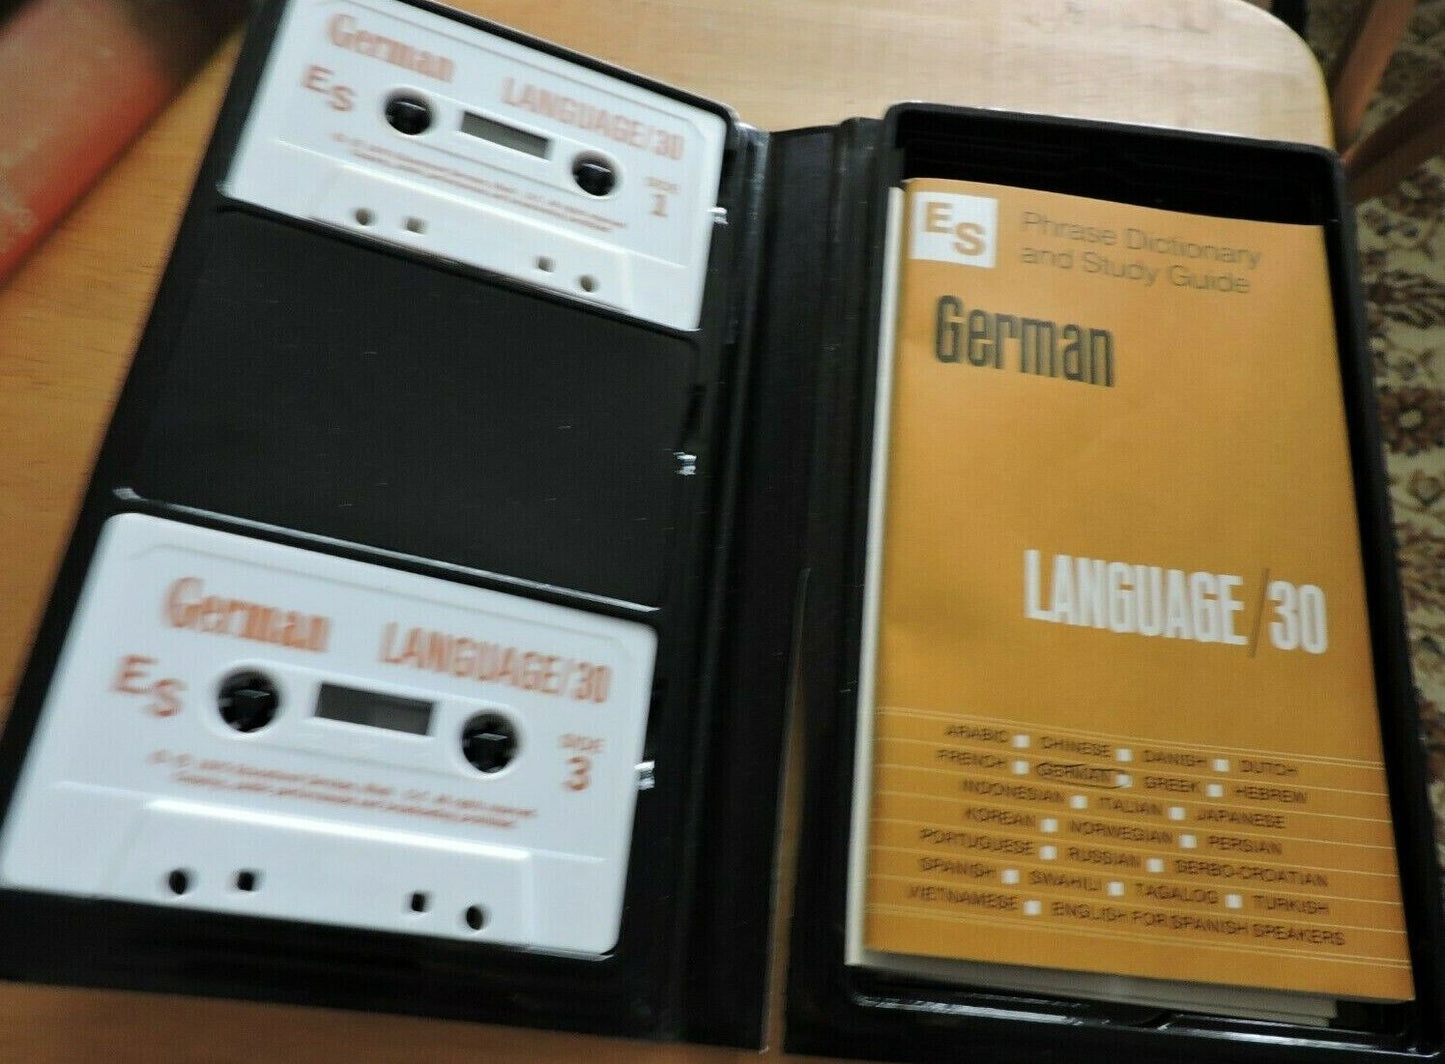 German
ES
LANGUAGE/30
SIDE
1
German
LANGUAGE/30
ES
SIDE
3
ES
Phrase Dictionary
and Study Guide
German
LANGUAGE/30
ARABIC ■ CHINESE ■ DANISH ■ DUTCH
FRENCH ■ GERMAN ■ GREEK ■ HEBREW
INDONESIAN ■ ITALIAN ■ JAPANESE
KOREAN ■ NORWEGIAN ■ PERSIAN
PORTUGUESE ■ RUSSIAN ■ SERBO-CROATIAN
SPANISH ■ SWAHILI ■ TAGALOG ■ TURKISH
VIETNAMESE ■ ENGLISH FOR SPANISH SPEAKERS